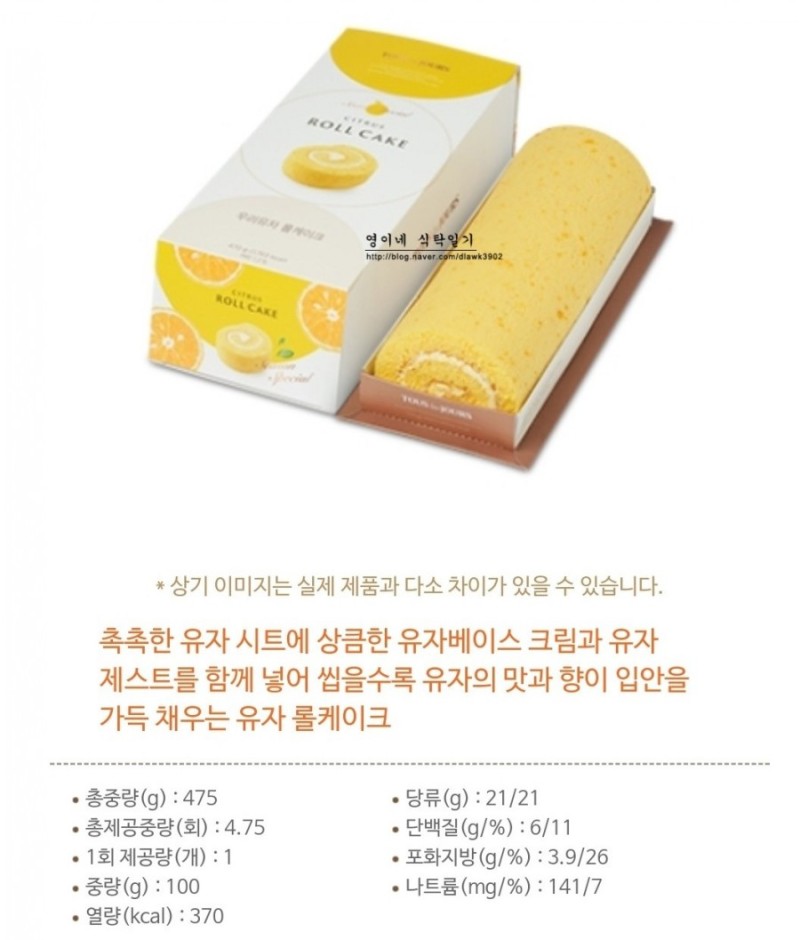 CITRUS
ROLL CAKE
우리유자 롤케이크
CITRUS
ROLL CAKE
Special
영이네 식탁일기
http://blog.naver.com/dlawk3902
TOUS les JOURS
* 상기 이미지는 실제 제품과 다소 차이가 있을 수 있습니다.
촉촉한 유자 시트에 상큼한 유자베이스 크림과 유자
제스트를 함께 넣어 씹을수록 유자의 맛과 향이 입안을
가득 채우는 유자 롤케이크
• 총중량(g) : 475
• 총제공중량(회) : 4.75
• 1회 제공량(개) : 1
• 중량(g) : 100
• 열량(kcal) : 370
• 당류(g) : 21/21
• 단백질(g/%) : 6/11
• 포화지방(g/%) : 3.9/26
• 나트륨(mg/%) : 141/7